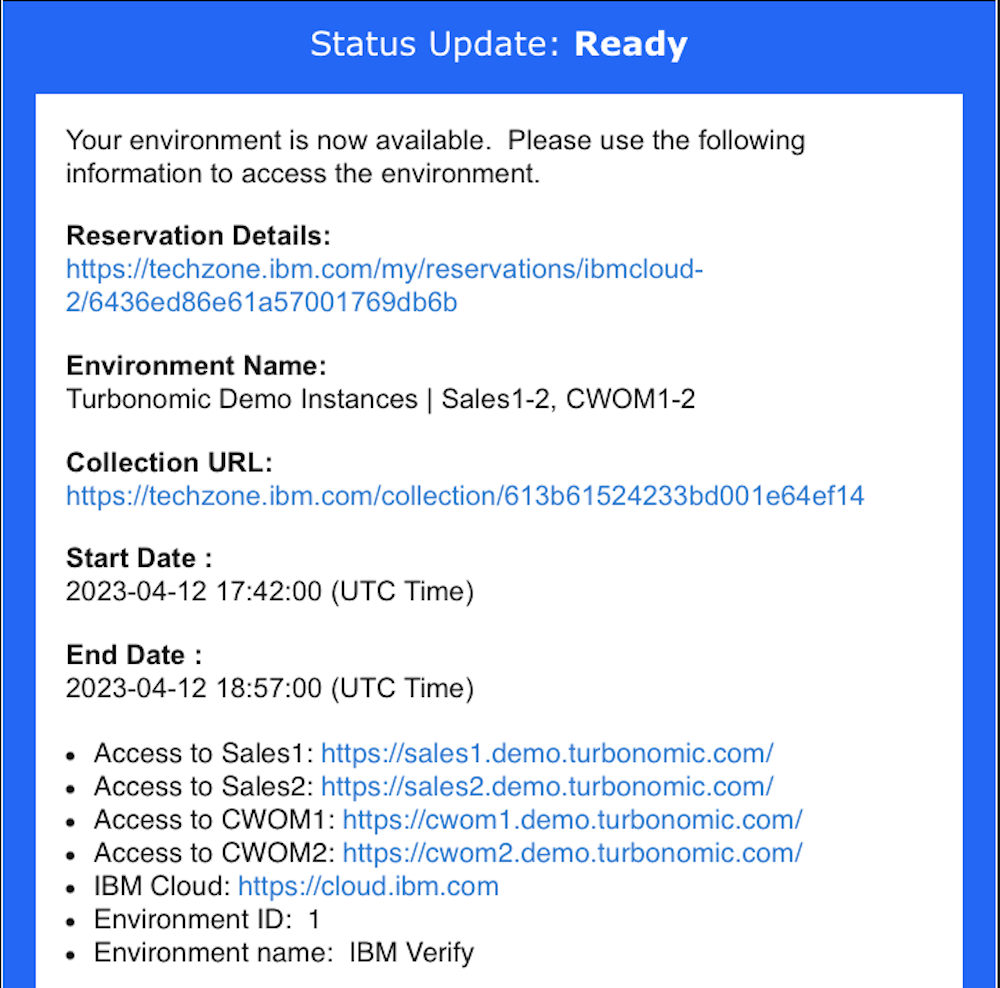 Status Update: Ready
Your environment is now available.  Please use the following
information to access the environment.
Reservation Details:
https://techzone.ibm.com/my/reservations/ibmcloud-
2/6436ed86e61a57001769db6b
Environment Name:
Turbonomic Demo Instances | Sales1-2, CWOM1-2
Collection URL:
https://techzone.ibm.com/collection/613b61524233bd001e64ef14
Start Date :
2023-04-12 17:42:00 (UTC Time)
End Date :
2023-04-12 18:57:00 (UTC Time)
• Access to Sales1: https://sales1.demo.turbonomic.com/
• Access to Sales2: https://sales2.demo.turbonomic.com/
• Access to CWOM1: https://cwom1.demo.turbonomic.com/
• Access to CWOM2: https://cwom2.demo.turbonomic.com/
• IBM Cloud: https://cloud.ibm.com
• Environment ID:  1
• Environment name:  IBM Verify